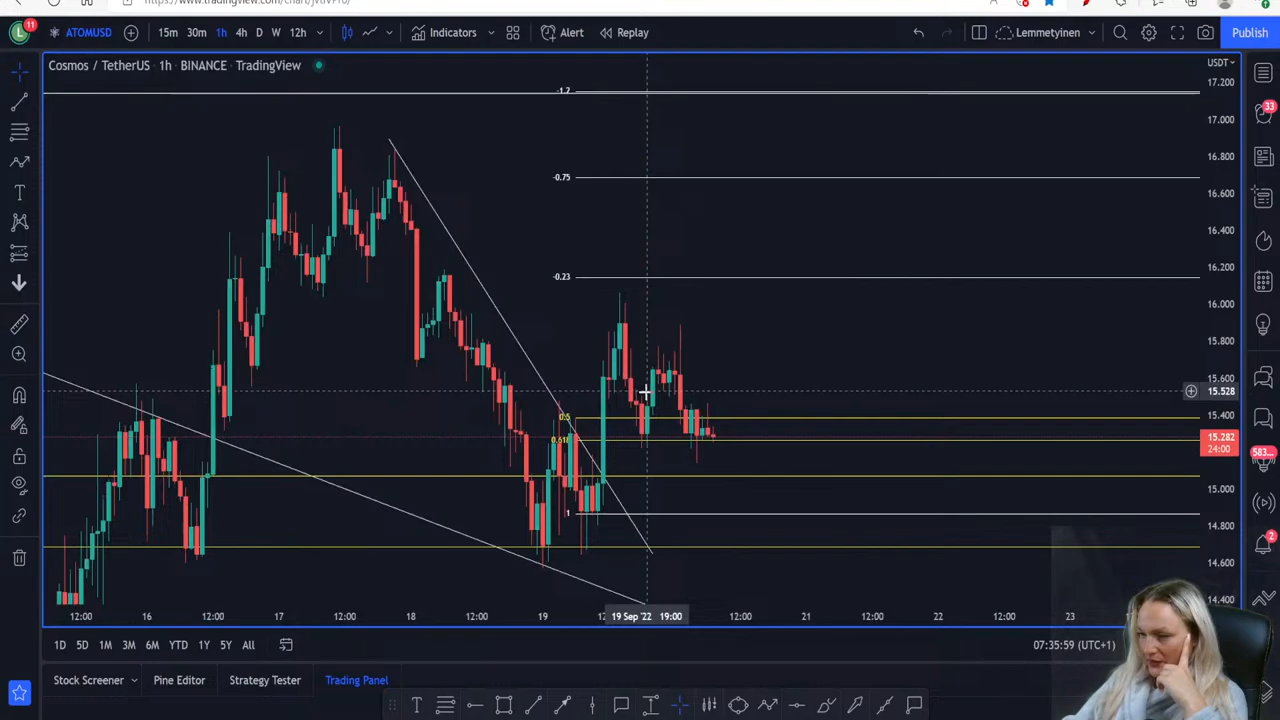 11
ATOMUSD
15m 30m 1h 4h D W 12h
Indicators
Alert
Replay
Lemmetyinen
Publish
Cosmos / TetherUS · 1h · BINANCE · TradingView
USDT
17.200
17.000
16.800
16.600
16.400
16.200
16.000
15.800
15.600
15.528
15.400
15.282
24:00
15.000
14.800
14.600
14.400
-1.2
-0.75
-0.23
0.5
0.618
1
12:00 16 12:00 17 12:00 18 12:00 19 19 Sep '22 19:00 12:00 21 12:00 22 12:00 23
1D 5D 1M 3M 6M YTD 1Y 5Y All
07:35:59 (UTC+1)
Stock Screener
Pine Editor
Strategy Tester
Trading Panel
33
583...
2